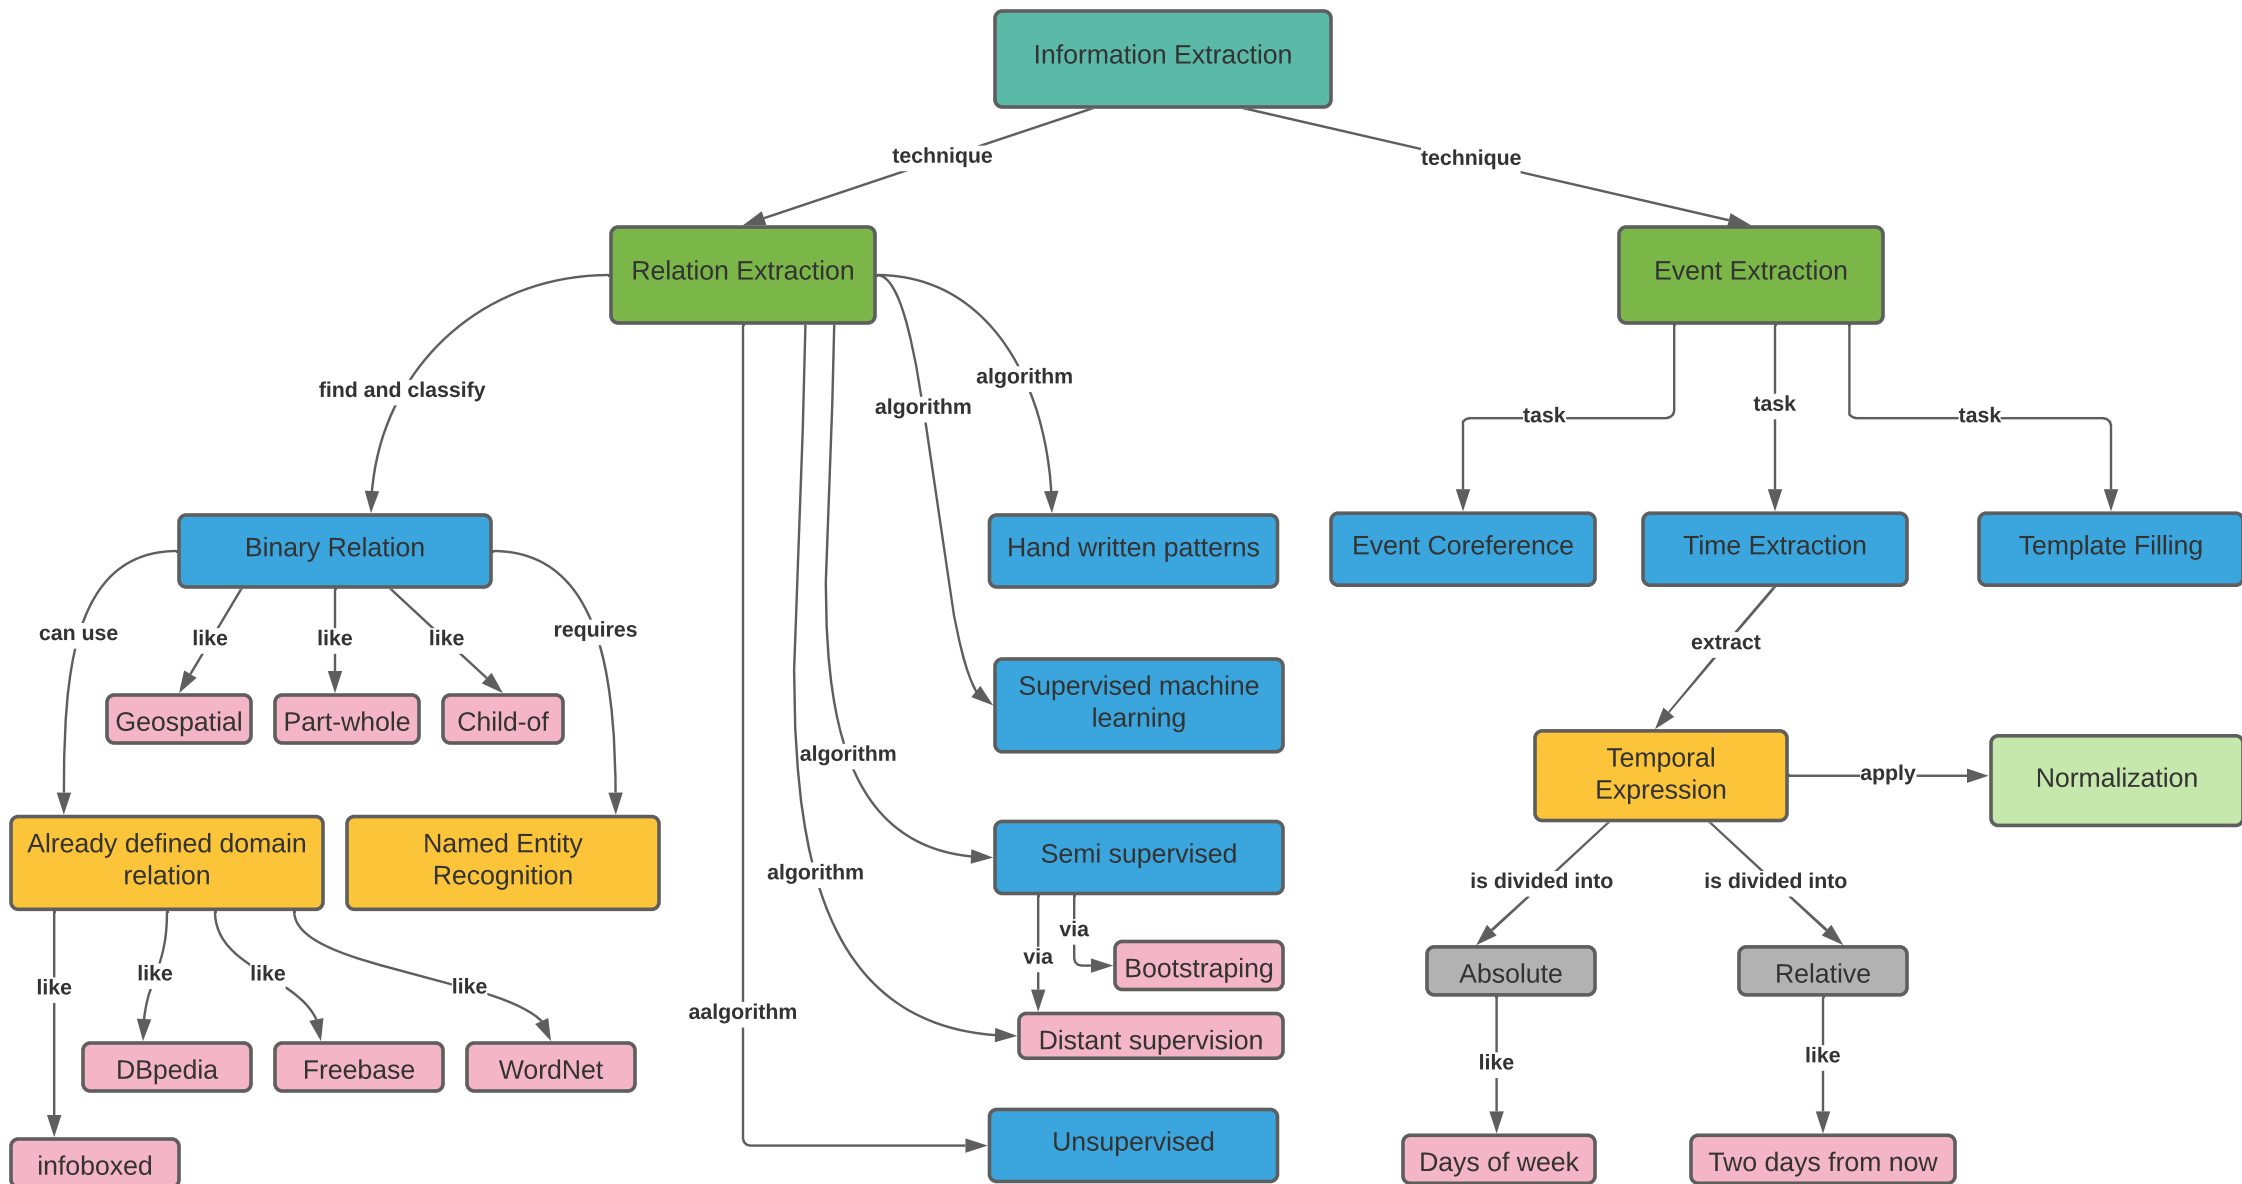 Information Extraction
technique
technique
Relation Extraction
Event Extraction
find and classify
algorithm
algorithm
task
task
task
Binary Relation
Hand written patterns
Event Coreference
Time Extraction
Template Filling
can use
like
like
like
requires
extract
Geospatial
Part-whole
Child-of
Supervised machine
learning
algorithm
Temporal
Expression
apply
Normalization
Already defined domain
relation
Named Entity
Recognition
algorithm
Semi supervised
is divided into
is divided into
via
via
like
like
like
like
Bootstraping
Absolute
Relative
aalgorithm
Distant supervision
DBpedia
Freebase
WordNet
like
like
Unsupervised
infoboxed
Days of week
Two days from now